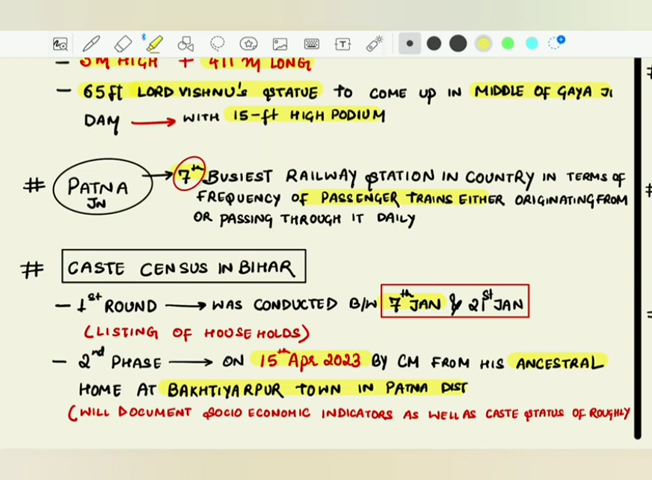 - 3m HIGH + 411 m LONG
- 65ft LORD VISHNU'S STATUE TO COME UP IN MIDDLE OF GAYA JI
DAM → WITH 15-ft HIGH PODIUM
# PATNA JN → 7th BUSIEST RAILWAY STATION IN COUNTRY IN TERMS OF
FREQUENCY OF PASSENGER TRAINS EITHER ORIGINATING FROM
OR PASSING THROUGH IT DAILY
# CASTE CENSUS IN BIHAR
- 1st ROUND → WAS CONDUCTED B/W 7th JAN & 21st JAN
(LISTING OF HOUSEHOLDS)
- 2nd PHASE → ON 15th Apr 2023 BY CM FROM HIS ANCESTRAL
HOME AT BAKHTIYARPUR TOWN IN PATNA DIST
(WILL DOCUMENT SOCIO ECONOMIC INDICATORS AS WELL AS CASTE STATUS OF ROUGHLY